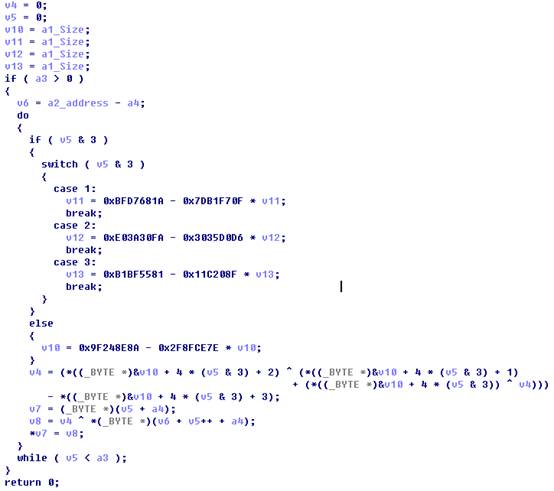 v4 = 0;
v5 = 0;
v10 = a1_Size;
v11 = a1_Size;
v12 = a1_Size;
v13 = a1_Size;
if ( a3 > 0 )
{
v6 = a2_address - a4;
do
{
if ( v5 & 3 )
{
switch ( v5 & 3 )
{
case 1:
v11 = 0xBFD7681A - 0x7DB1F70F * v11;
break;
case 2:
v12 = 0xE03A30FA - 0x3035D0D6 * v12;
break;
case 3:
v13 = 0xB1BF5581 - 0x11C208F * v13;
break;
}
}
else
{
v10 = 0x9F248E8A - 0x2F8FCE7E * v10;
}
v4 = (*((_BYTE *)&v10 + 4 * (v5 & 3) + 2) ^ (*((_BYTE *)&v10 + 4 * (v5 & 3) + 1)
+ (*((_BYTE *)&v10 + 4 * (v5 & 3)) ^ v4)))
- *((_BYTE *)&v10 + 4 * (v5 & 3) + 3);
v7 = (_BYTE *)(v5 + a4);
v8 = v4 ^ *(_BYTE *)(v6 + v5++ + a4);
*v7 = v8;
}
while ( v5 < a3 );
}
return 0;